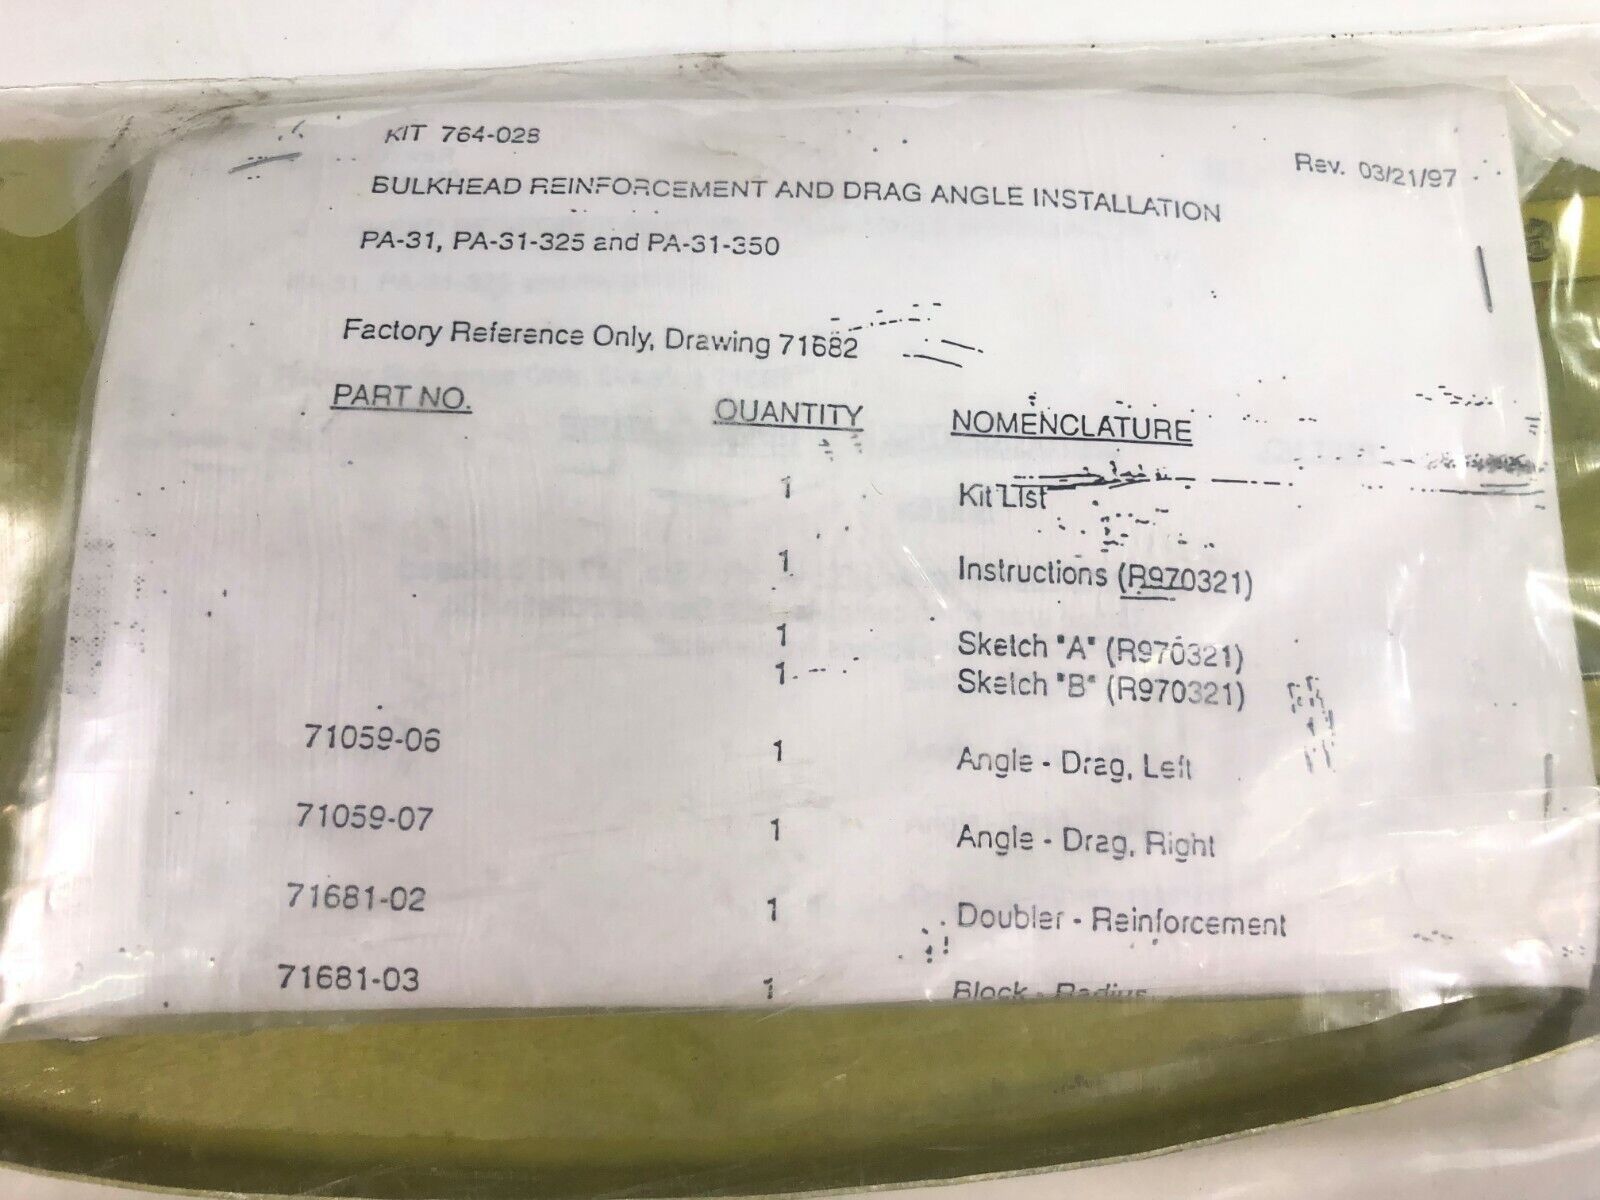 KIT 764-028
Rev. 03/21/97
BULKHEAD REINFORCEMENT AND DRAG ANGLE INSTALLATION
PA-31, PA-31-325 and PA-31-350
Factory Reference Only, Drawing 71682
PART NO. QUANTITY NOMENCLATURE
1 Kit List
1 Instructions (R970321)
1 Sketch "A" (R970321)
1 Sketch "B" (R970321)
71059-06 1 Angle - Drag, Left
71059-07 1 Angle - Drag, Right
71681-02 1 Doubler - Reinforcement
71681-03 1 Block - Radius